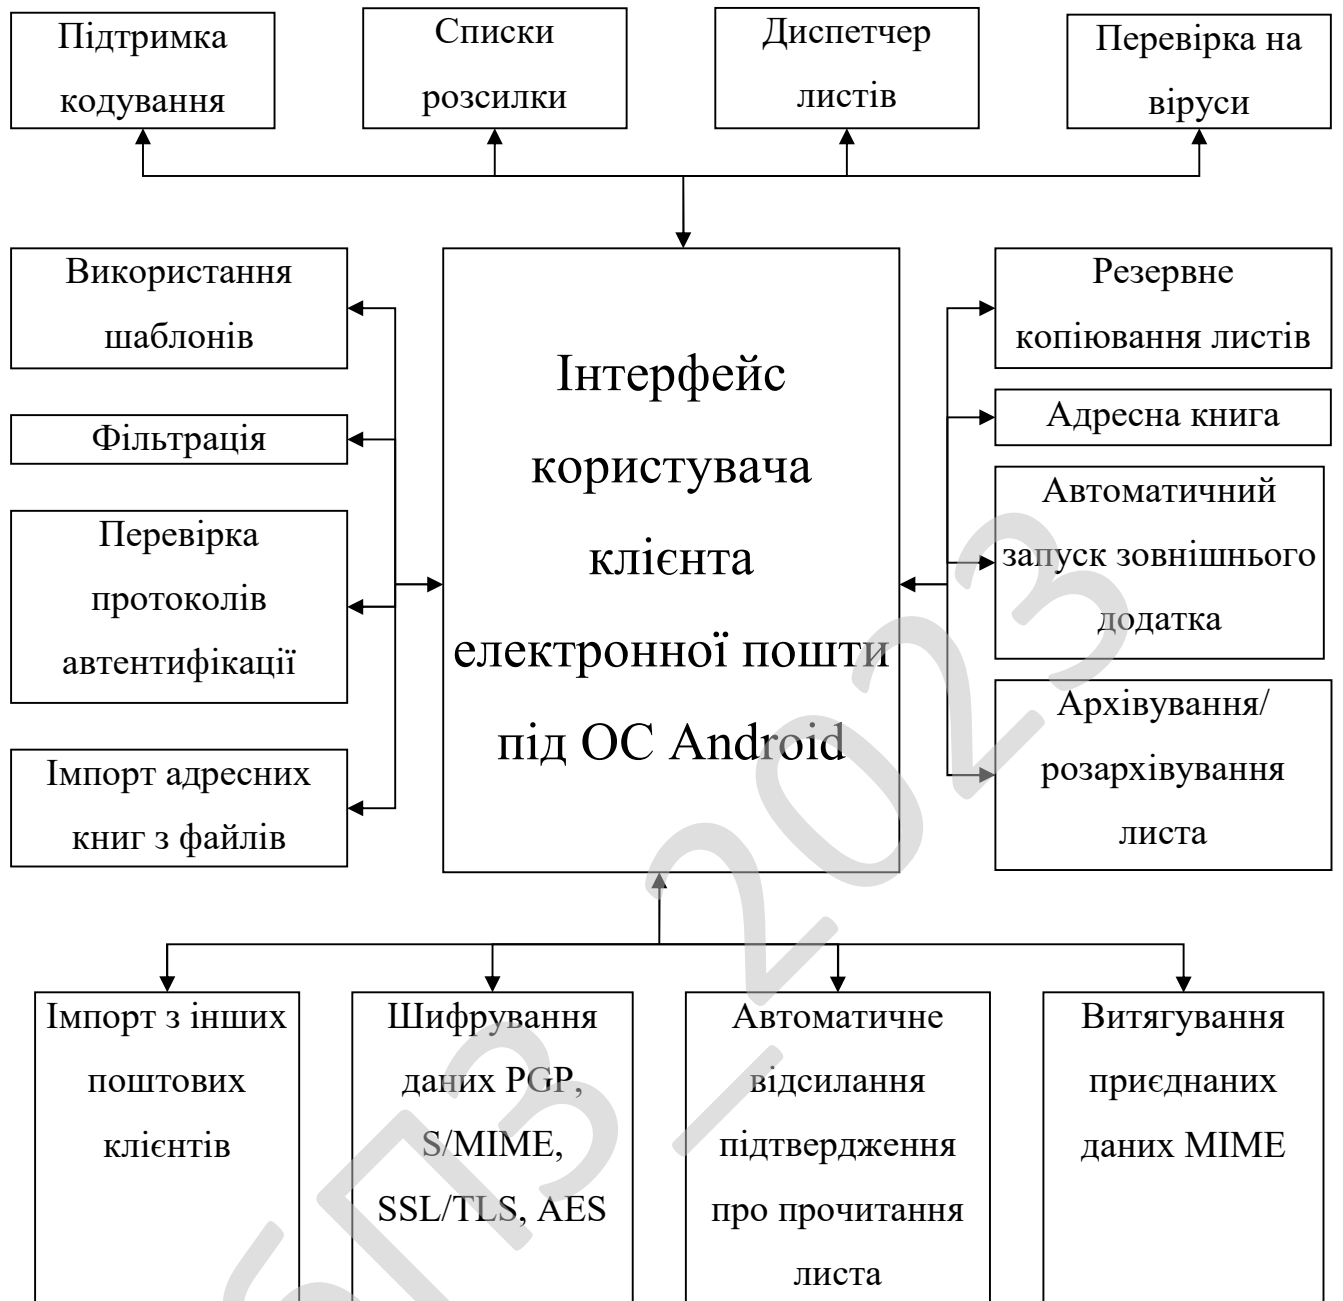 Підтримка
кодування
Списки
розсилки
Диспетчер
листів
Перевірка на
віруси
Використання
шаблонів
Фільтрація
Перевірка
протоколів
автентифікації
Імпорт адресних
книг з файлів
Інтерфейс
користувача
клієнта
електронної пошти
під ОС Android
Резервне
копіювання листів
Адресна книга
Автоматичний
запуск зовнішнього
додатка
Архівування/
розархівування
листа
Імпорт з інших
поштових
клієнтів
Шифрування
даних PGP,
S/MIME,
SSL/TLS, AES
Автоматичне
відсилання
підтвердження
про прочитання
листа
Витягування
приєднаних
даних MIME
бПЗ_2023